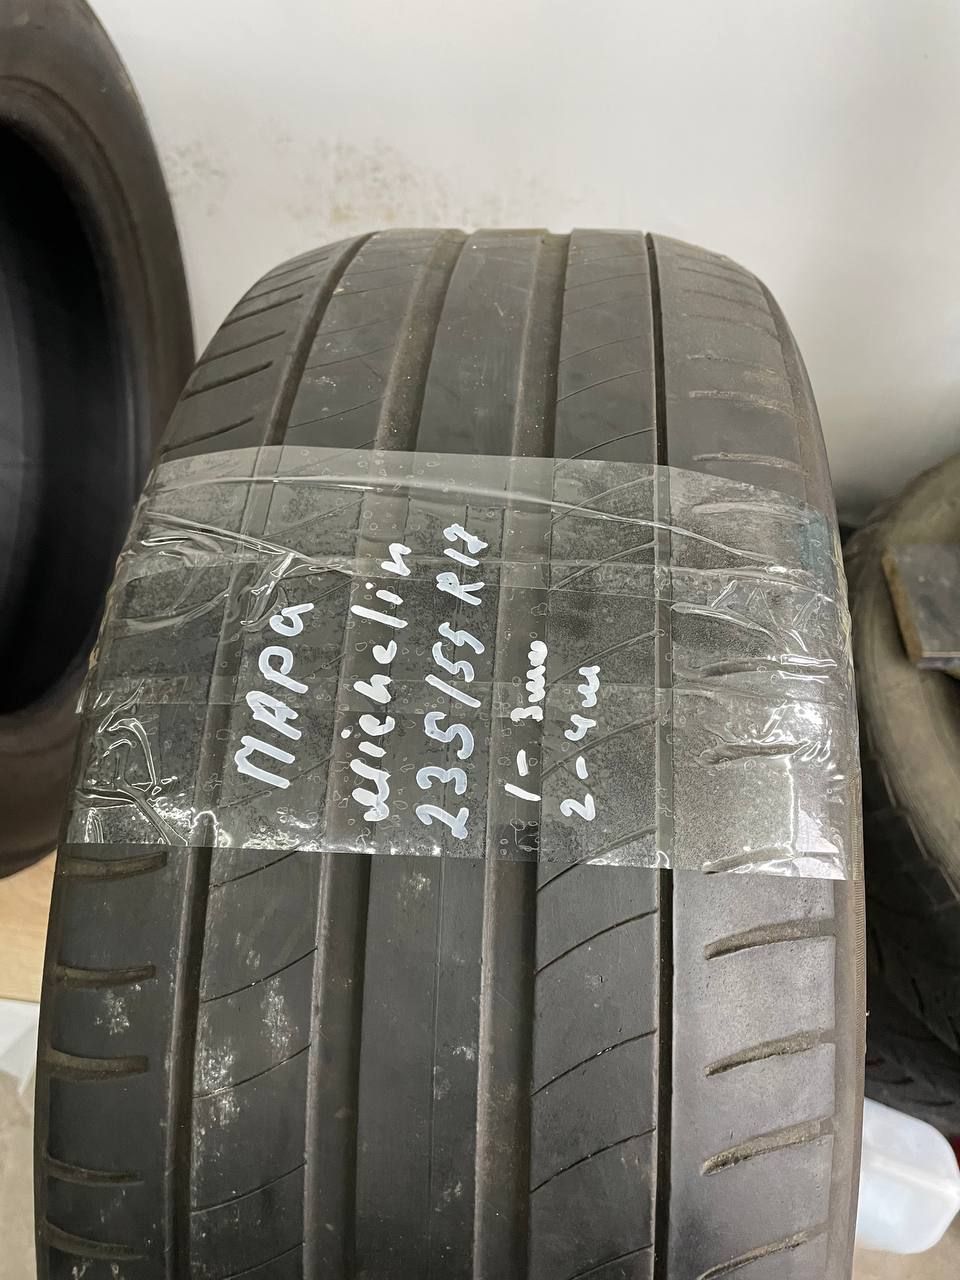 ПАРа
Michelin
235/55 R17
1- 3мм
2-4мм